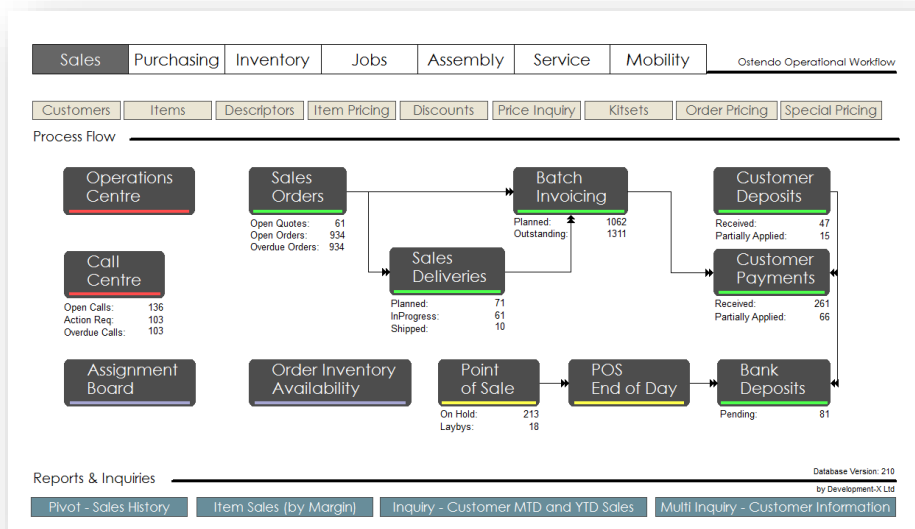 Sales Purchasing Inventory Jobs Assembly Service Mobility Ostendo Operational Workflow
Customers Items Descriptors Item Pricing Discounts Price Inquiry Kitsets Order Pricing Special Pricing
Process Flow
Operations
Centre
Sales
Orders
Open Quotes: 61
Open Orders: 934
Overdue Orders: 934
Batch
Invoicing
Planned: 1062
Outstanding: 1311
Customer
Deposits
Received: 47
Partially Applied: 15
Call
Centre
Open Calls: 136
Action Req: 103
Overdue Calls: 103
Sales
Deliveries
Planned: 71
InProgress: 61
Shipped: 10
Customer
Payments
Received: 261
Partially Applied: 66
Assignment
Board
Order Inventory
Availability
Point
of Sale
On Hold: 213
Laybys: 18
POS
End of Day
Bank
Deposits
Pending: 81
Reports & Inquiries
Database Version: 210
by Development-X Ltd
Pivot - Sales History Item Sales (by Margin) Inquiry - Customer MTD and YTD Sales Multi Inquiry - Customer Information